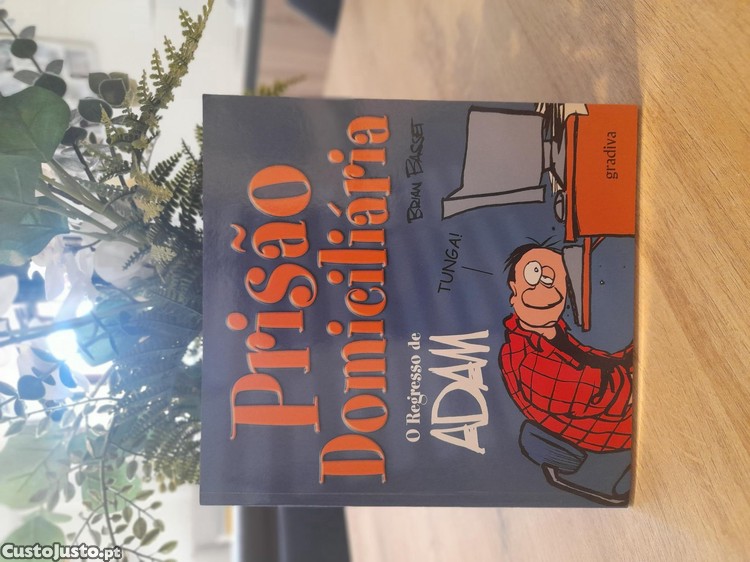 Prisão
Domiciliária
O Regresso de
ADAM
BRIAN BASSET
TUNGA!
gradiva
CustoJusto.pt